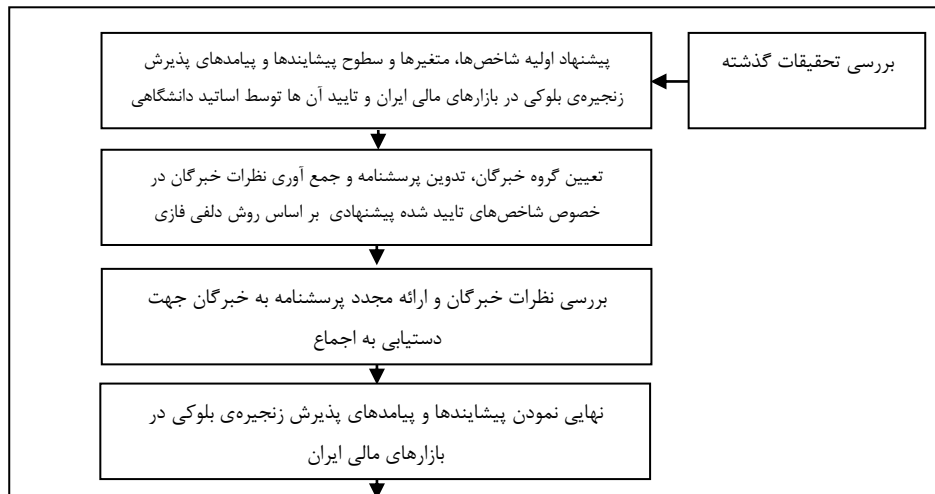 بررسی تحقیقات گذشته
پیشنهاد اولیه شاخص‌ها، متغیرها و سطوح پیشایندها و پیامدهای پذیرش
زنجیره‌ی بلوکی در بازارهای مالی ایران و تایید آن ها توسط اساتید دانشگاهی
تعیین گروه خبرگان، تدوین پرسشنامه و جمع آوری نظرات خبرگان در
خصوص شاخص‌های تایید شده پیشنهادی بر اساس روش دلفی فازی
بررسی نظرات خبرگان و ارائه مجدد پرسشنامه به خبرگان جهت
دستیابی به اجماع
نهایی نمودن پیشایندها و پیامدهای پذیرش زنجیره‌ی بلوکی در
بازارهای مالی ایران